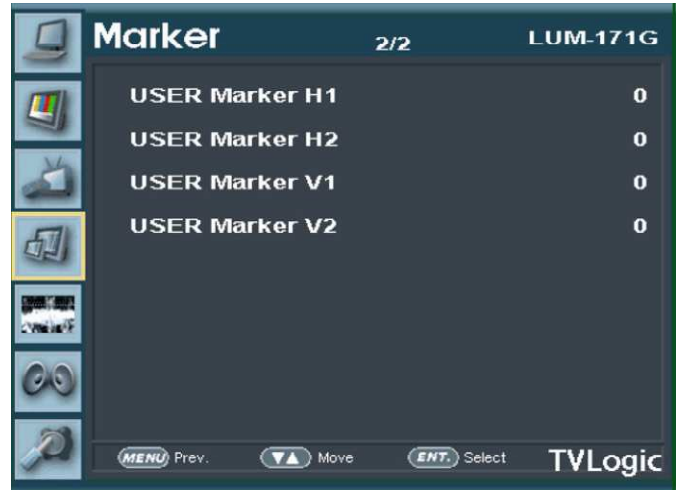 Marker 2/2 LUM-171G
USER Marker H1 0
USER Marker H2 0
USER Marker V1 0
USER Marker V2 0
MENU Prev. ▼▲ Move ENT. Select TVLogic